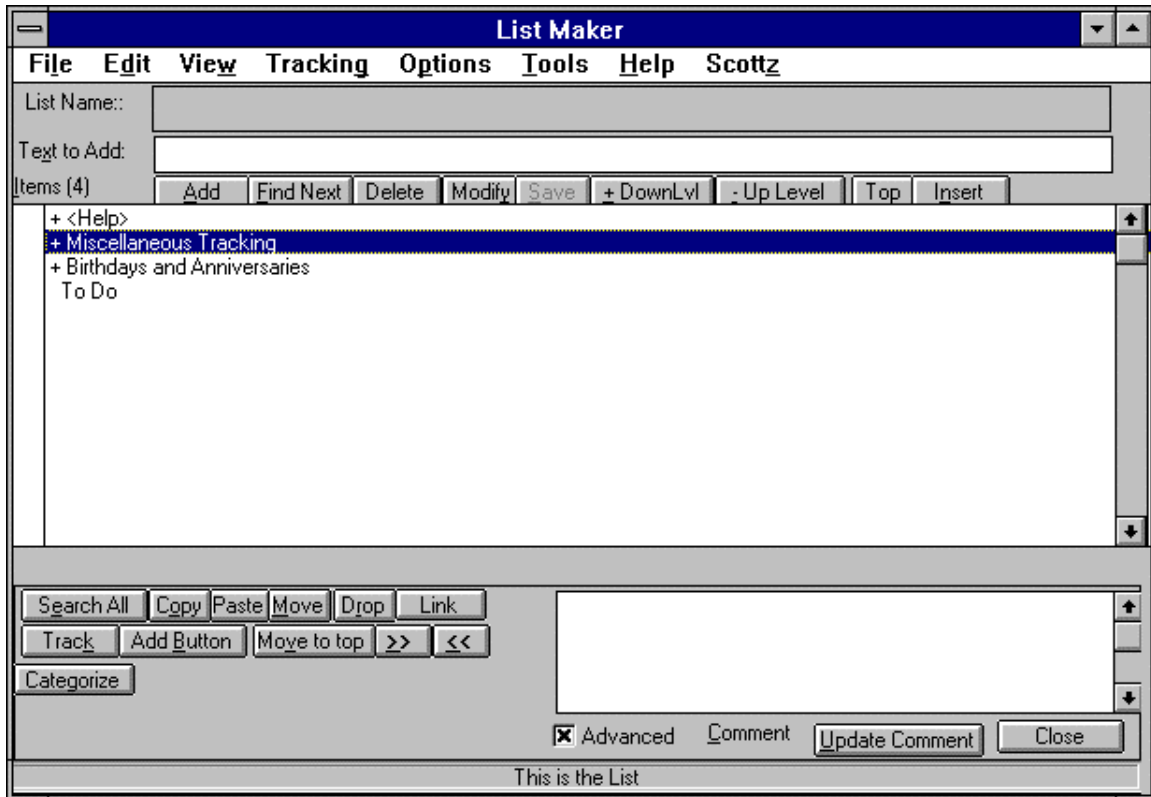 List Maker
File Edit View Tracking Options Tools Help Scottz
List Name::
Text to Add:
Items (4) Add Find Next Delete Modify Save + DownLvl - Up Level Top Insert
+ <Help>
+ Miscellaneous Tracking
+ Birthdays and Anniversaries
To Do
Search All Copy Paste Move Drop Link
Track Add Button Move to top >> <<
Categorize
Advanced Comment Update Comment Close
This is the List